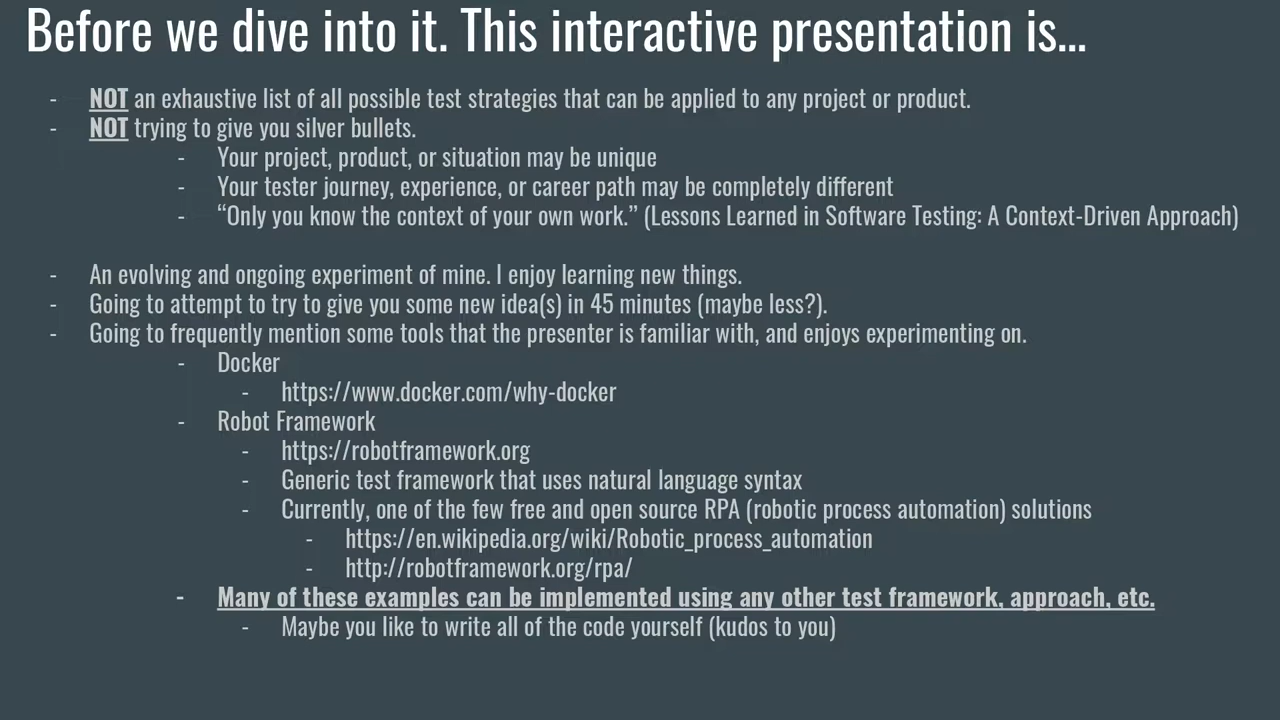 Before we dive into it. This interactive presentation is...
- NOT an exhaustive list of all possible test strategies that can be applied to any project or product.
- NOT trying to give you silver bullets.
- Your project, product, or situation may be unique
- Your tester journey, experience, or career path may be completely different
- “Only you know the context of your own work.” (Lessons Learned in Software Testing: A Context-Driven Approach)
- An evolving and ongoing experiment of mine. I enjoy learning new things.
- Going to attempt to try to give you some new idea(s) in 45 minutes (maybe less?).
- Going to frequently mention some tools that the presenter is familiar with, and enjoys experimenting on.
- Docker
- https://www.docker.com/why-docker
- Robot Framework
- https://robotframework.org
- Generic test framework that uses natural language syntax
- Currently, one of the few free and open source RPA (robotic process automation) solutions
- https://en.wikipedia.org/wiki/Robotic_process_automation
- http://robotframework.org/rpa/
- Many of these examples can be implemented using any other test framework, approach, etc.
- Maybe you like to write all of the code yourself (kudos to you)